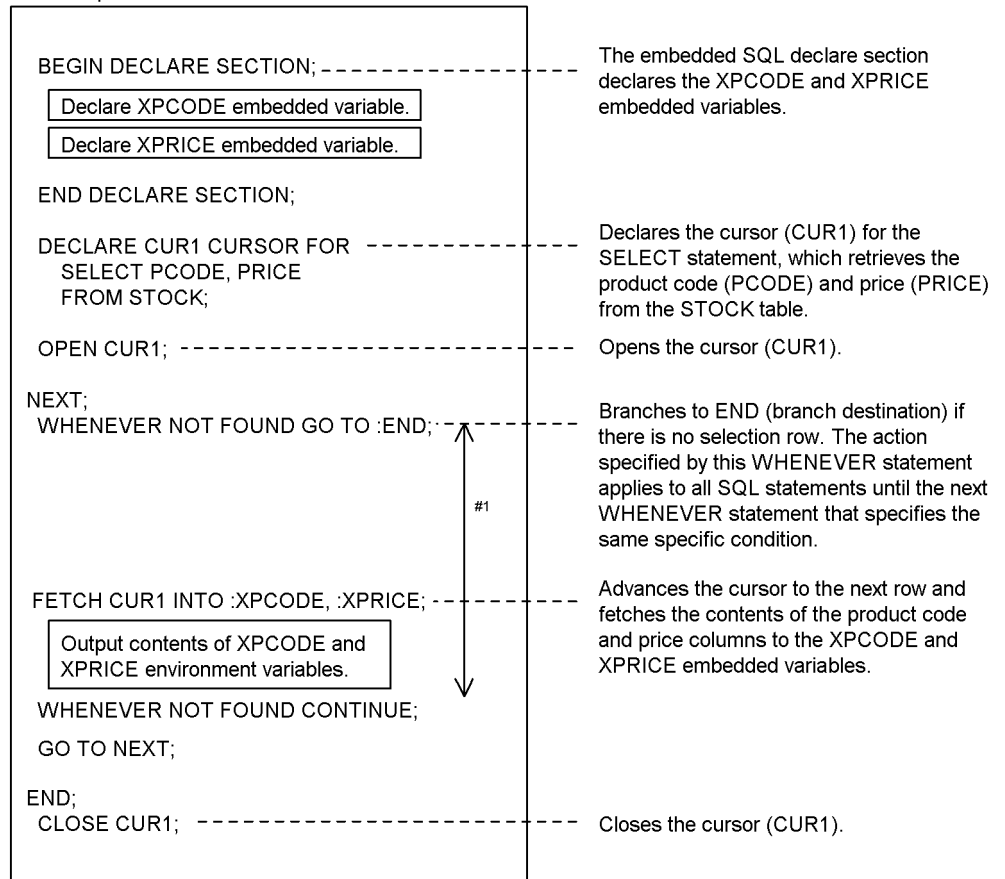 BEGIN DECLARE SECTION;
The embedded SQL declare section
declares the XPCODE and XPRICE
embedded variables.
Declare XPCODE embedded variable.
Declare XPRICE embedded variable.
END DECLARE SECTION;
DECLARE CUR1 CURSOR FOR
SELECT PCODE, PRICE
FROM STOCK;
Declares the cursor (CUR1) for the
SELECT statement, which retrieves the
product code (PCODE) and price (PRICE)
from the STOCK table.
OPEN CUR1;
Opens the cursor (CUR1).
NEXT;
WHENEVER NOT FOUND GO TO :END;
Branches to END (branch destination) if
there is no selection row. The action
specified by this WHENEVER statement
applies to all SQL statements until the next
WHENEVER statement that specifies the
same specific condition.
#1
FETCH CUR1 INTO :XPCODE, :XPRICE;
Advances the cursor to the next row and
fetches the contents of the product code
and price columns to the XPCODE and
XPRICE embedded variables.
Output contents of XPCODE and
XPRICE environment variables.
WHENEVER NOT FOUND CONTINUE;
GO TO NEXT;
END;
CLOSE CUR1;
Closes the cursor (CUR1).